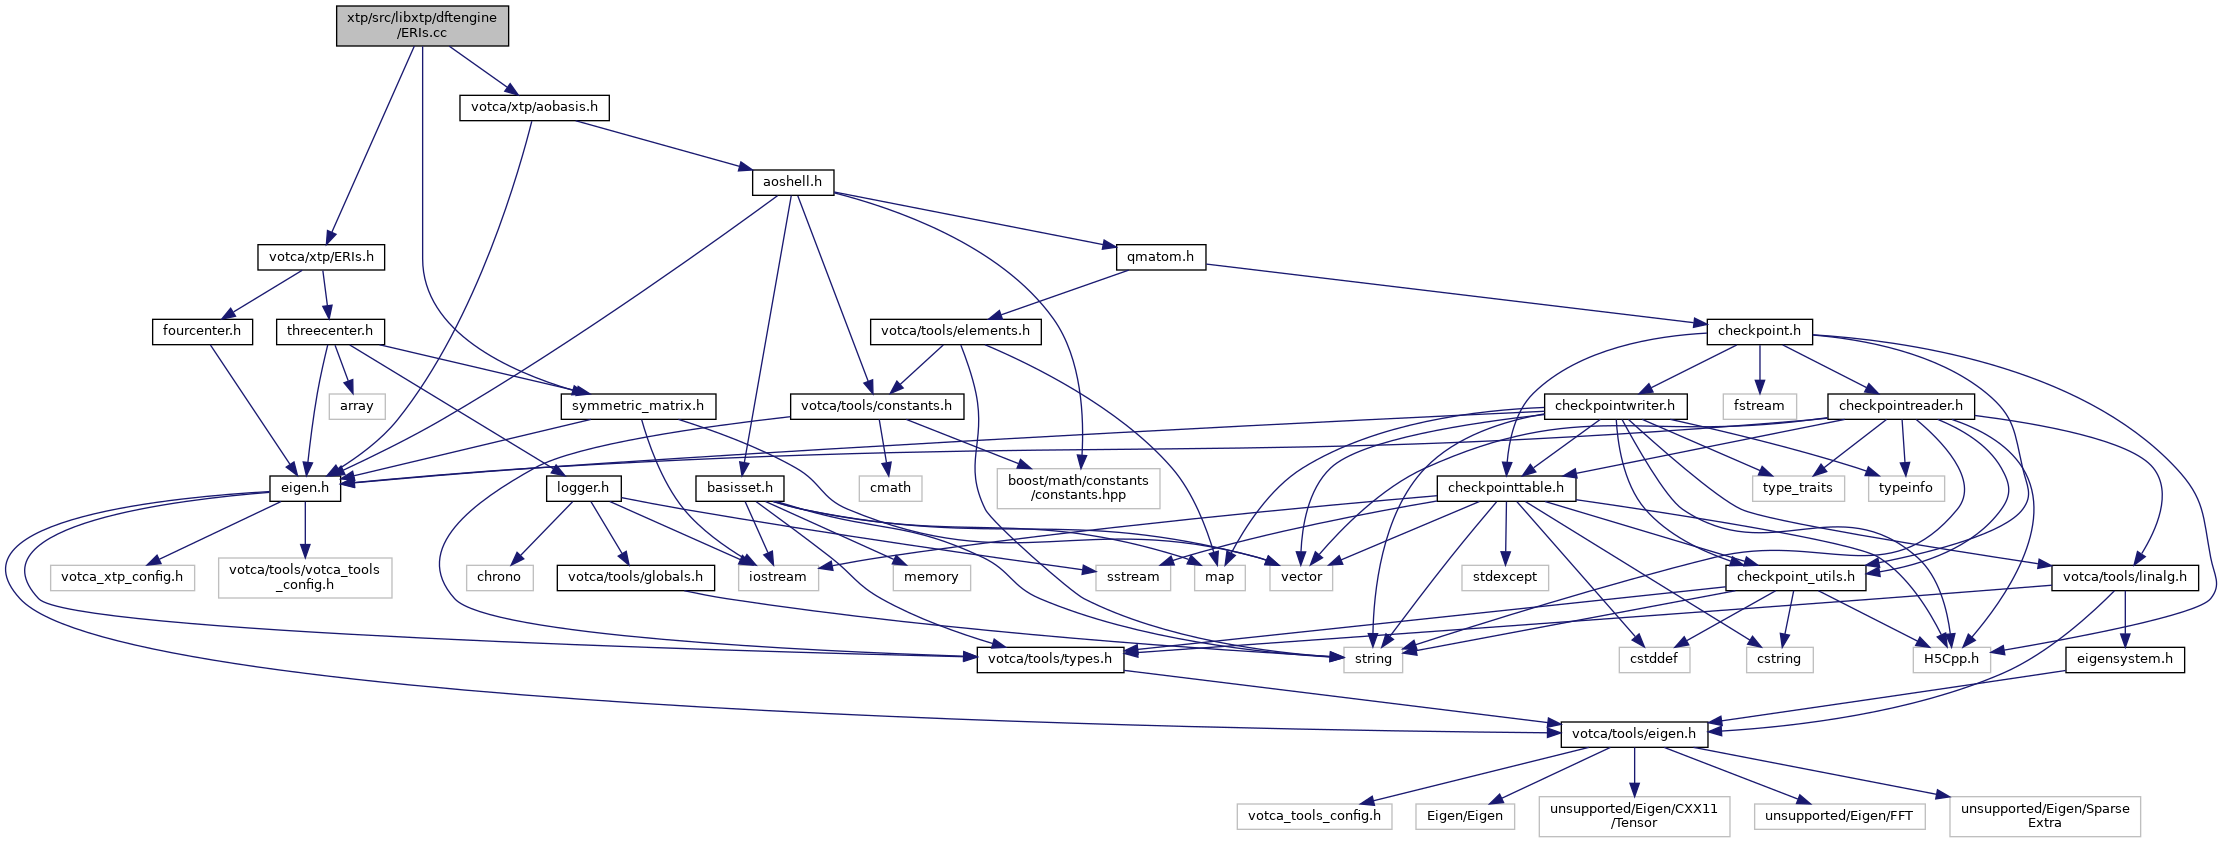 xtp/src/libxtp/dftengine
/ERIs.cc
votca/xtp/aobasis.h
aoshell.h
votca/xtp/ERIs.h
qmatom.h
fourcenter.h
threecenter.h
votca/tools/elements.h
checkpoint.h
array
symmetric_matrix.h
votca/tools/constants.h
checkpointwriter.h
fstream
checkpointreader.h
eigen.h
logger.h
basisset.h
cmath
boost/math/constants
/constants.hpp
checkpointtable.h
type_traits
typeinfo
votca_xtp_config.h
votca/tools/votca_tools
_config.h
chrono
votca/tools/globals.h
iostream
memory
sstream
map
vector
stdexcept
checkpoint_utils.h
votca/tools/linalg.h
votca/tools/types.h
string
cstddef
cstring
H5Cpp.h
eigensystem.h
votca/tools/eigen.h
votca_tools_config.h
Eigen/Eigen
unsupported/Eigen/CXX11
/Tensor
unsupported/Eigen/FFT
unsupported/Eigen/Sparse
Extra